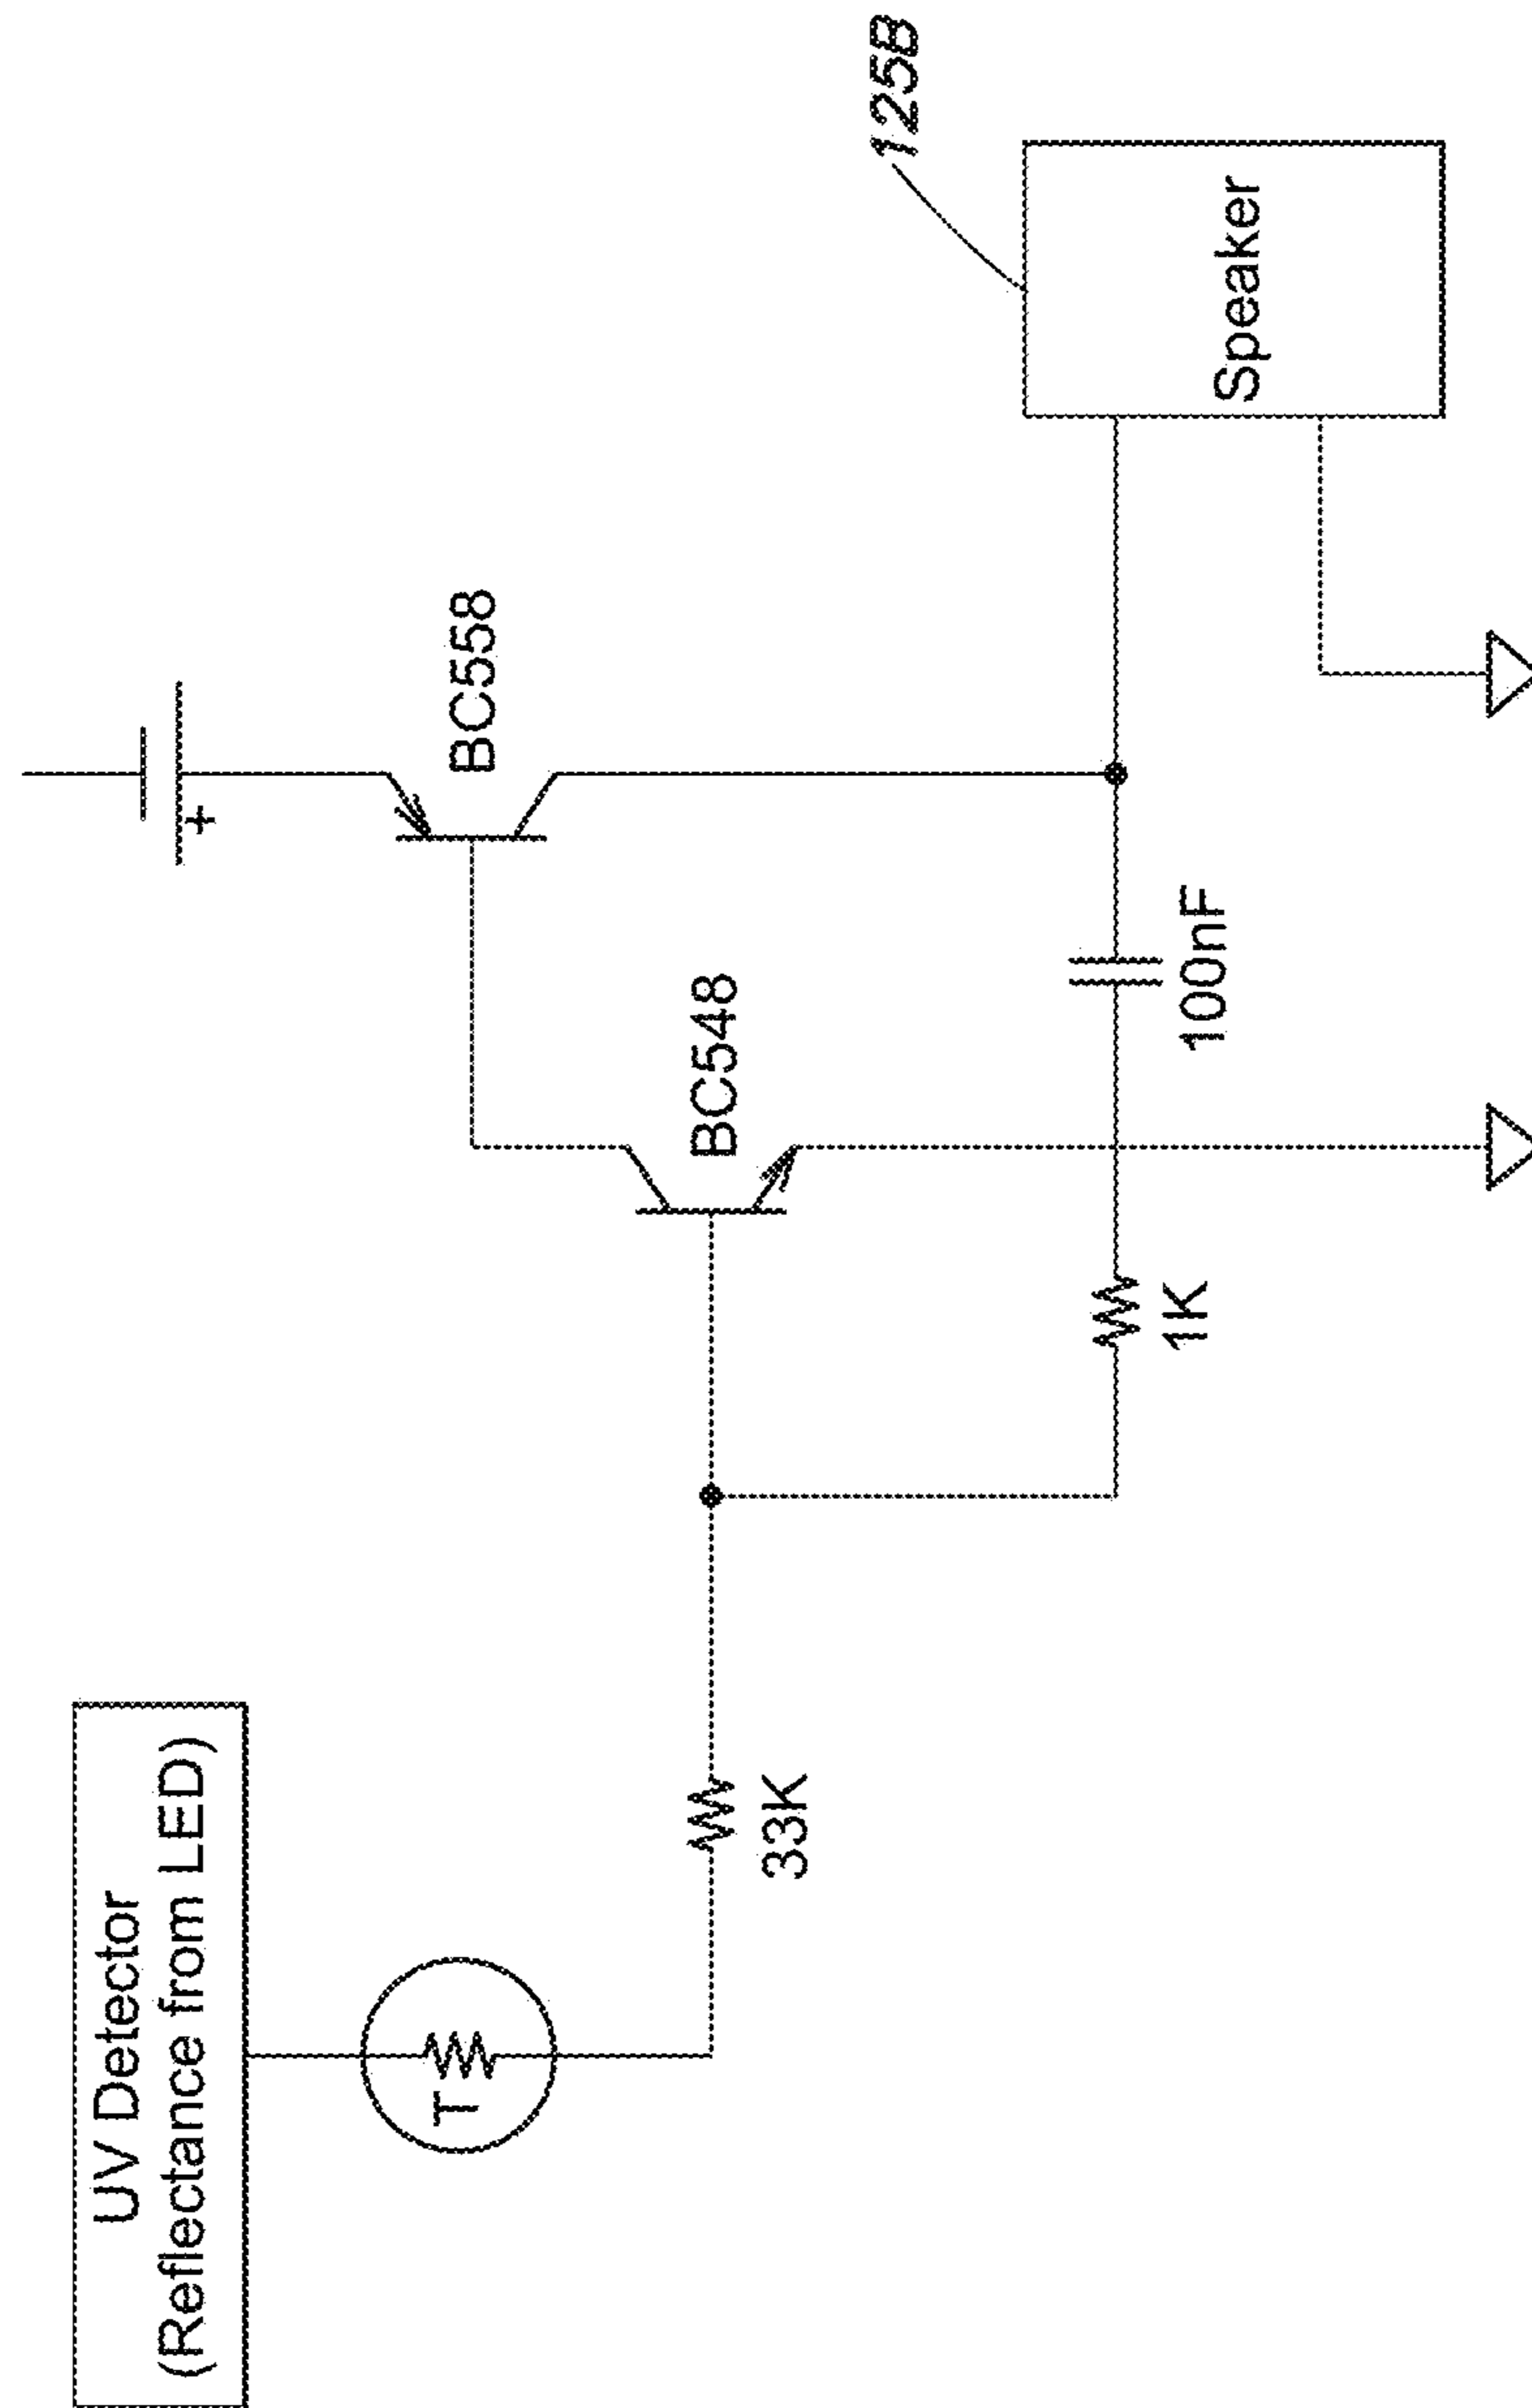 UV Detector
(Reflectance from LED)
T
33K
BC548
BC558
+
1K
100nF
Speaker
125B